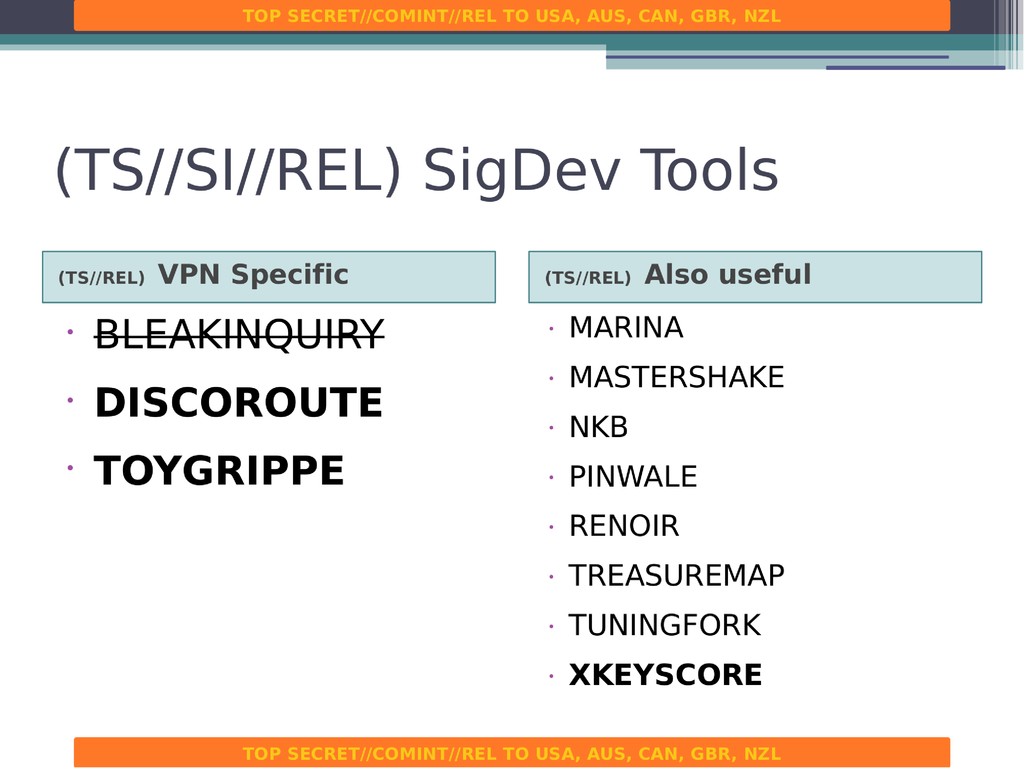 TOP SECRET//COMINT//REL TO USA, AUS, CAN, GBR, NZL
(TS//SI//REL) SigDev Tools
(TS//REL) VPN Specific
BLEAKINQUIRY
DISCOROUTE
TOYGRIPPE
(TS//REL) Also useful
MARINA
MASTERSHAKE
NKB
PINWALE
RENOIR
TREASUREMAP
TUNINGFORK
XKEYSCORE
TOP SECRET//COMINT//REL TO USA, AUS, CAN, GBR, NZL